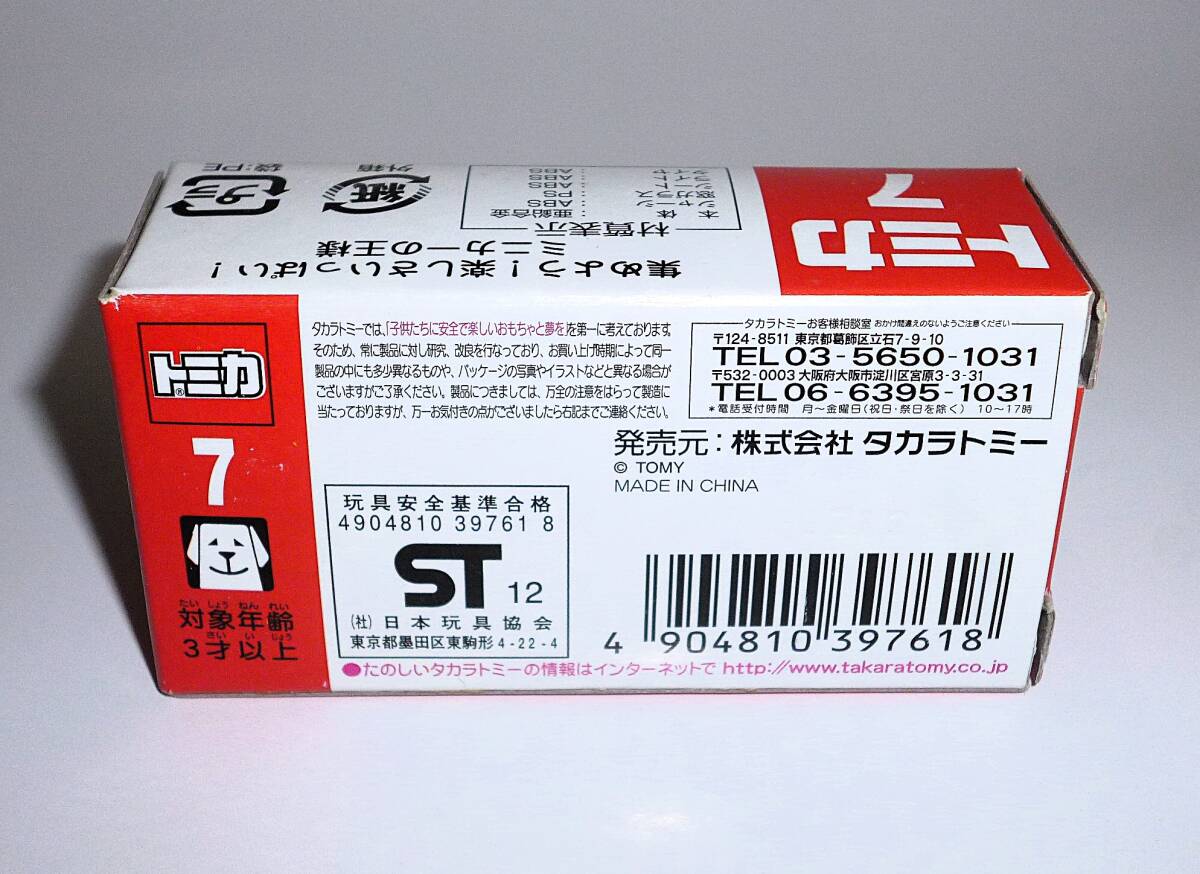 トミカ
7
材質表示
本体……亜鉛合金
シャーシ……ABS
窓ガラス……PS
ABS
ABS
外箱
紙
袋:PE
プラ
ミニカーの王様
集めよう!楽しさいっぱい!
トミカ®
7
たい しょう ねん れい
対象年齢
さい い じょう
3才以上
タカラトミーでは、「子供たちに安全で楽しいおもちゃと夢を」を第一に考えております。
そのため、常に製品に対し研究、改良を行なっており、お買い上げ時期によって同一
製品の中にも多少異なるものや、パッケージの写真やイラストなどと異なる場合が
ございますがご了承ください。製品につきましては、万全の注意をはらって製造に
当たっておりますが、万一お気付きの点がございましたら右記までご連絡ください。
タカラトミーお客様相談室 おかけ間違えのないようご注意ください
〒124-8511 東京都葛飾区立石7-9-10
TEL 03-5650-1031
〒532-0003 大阪府大阪市淀川区宮原3-3-31
TEL 06-6395-1031
*電話受付時間 月〜金曜日(祝日・祭日を除く) 10〜17時
発売元:株式会社 タカラトミー
© TOMY
MADE IN CHINA
玩具安全基準合格
4904810 39761 8
ST 12
(社)日本玩具協会
東京都墨田区東駒形4-22-4
4 904810 397618
●たのしいタカラトミーの情報はインターネットで http://www.takaratomy.co.jp